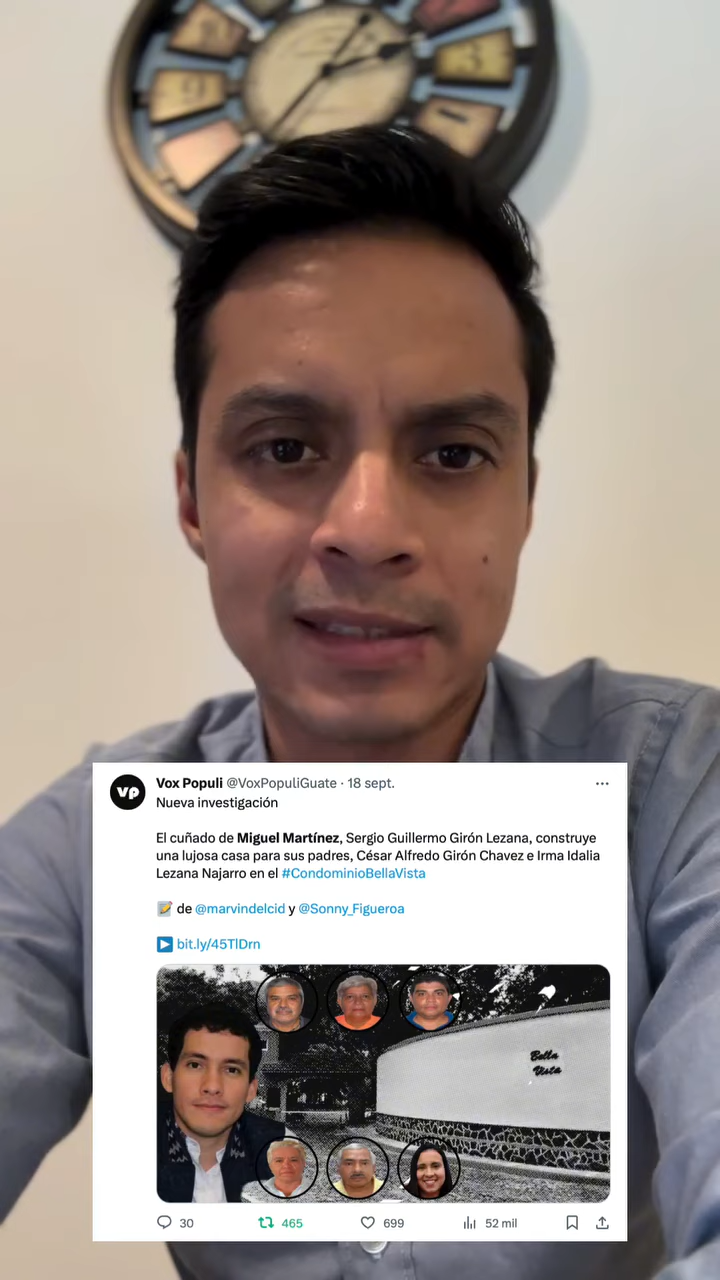 vp
Vox Populi @VoxPopuliGuate · 18 sept.
Nueva investigación
El cuñado de Miguel Martínez, Sergio Guillermo Girón Lezana, construye
una lujosa casa para sus padres, César Alfredo Girón Chavez e Irma Idalia
Lezana Najarro en el #CondominioBellaVista
de @marvindelcid y @Sonny_Figueroa
bit.ly/45TlDrn
Bella
Vista
30 465 699 52 mil